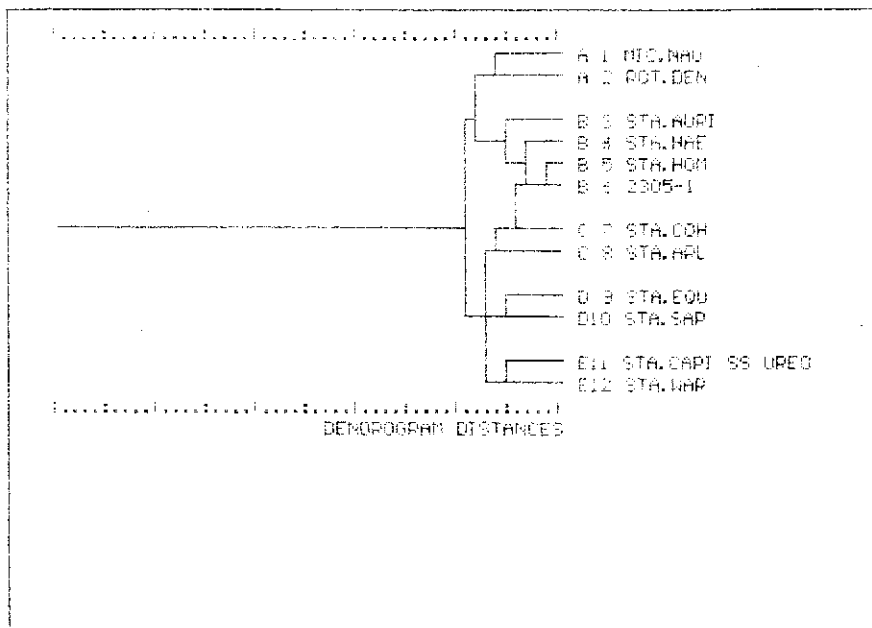 A 1 MIC.NAU
A 2 ROT.DEN
B 3 STA.AURI
B 4 STA.HAE
B 5 STA.HOM
B 6 2305-1
C 7 STA.COH
C 8 STA.ARL
D 9 STA.EQU
D10 STA.SAP
E11 STA.CAPI SS UREO
E12 STA.WAR
DENDROGRAM DISTANCES